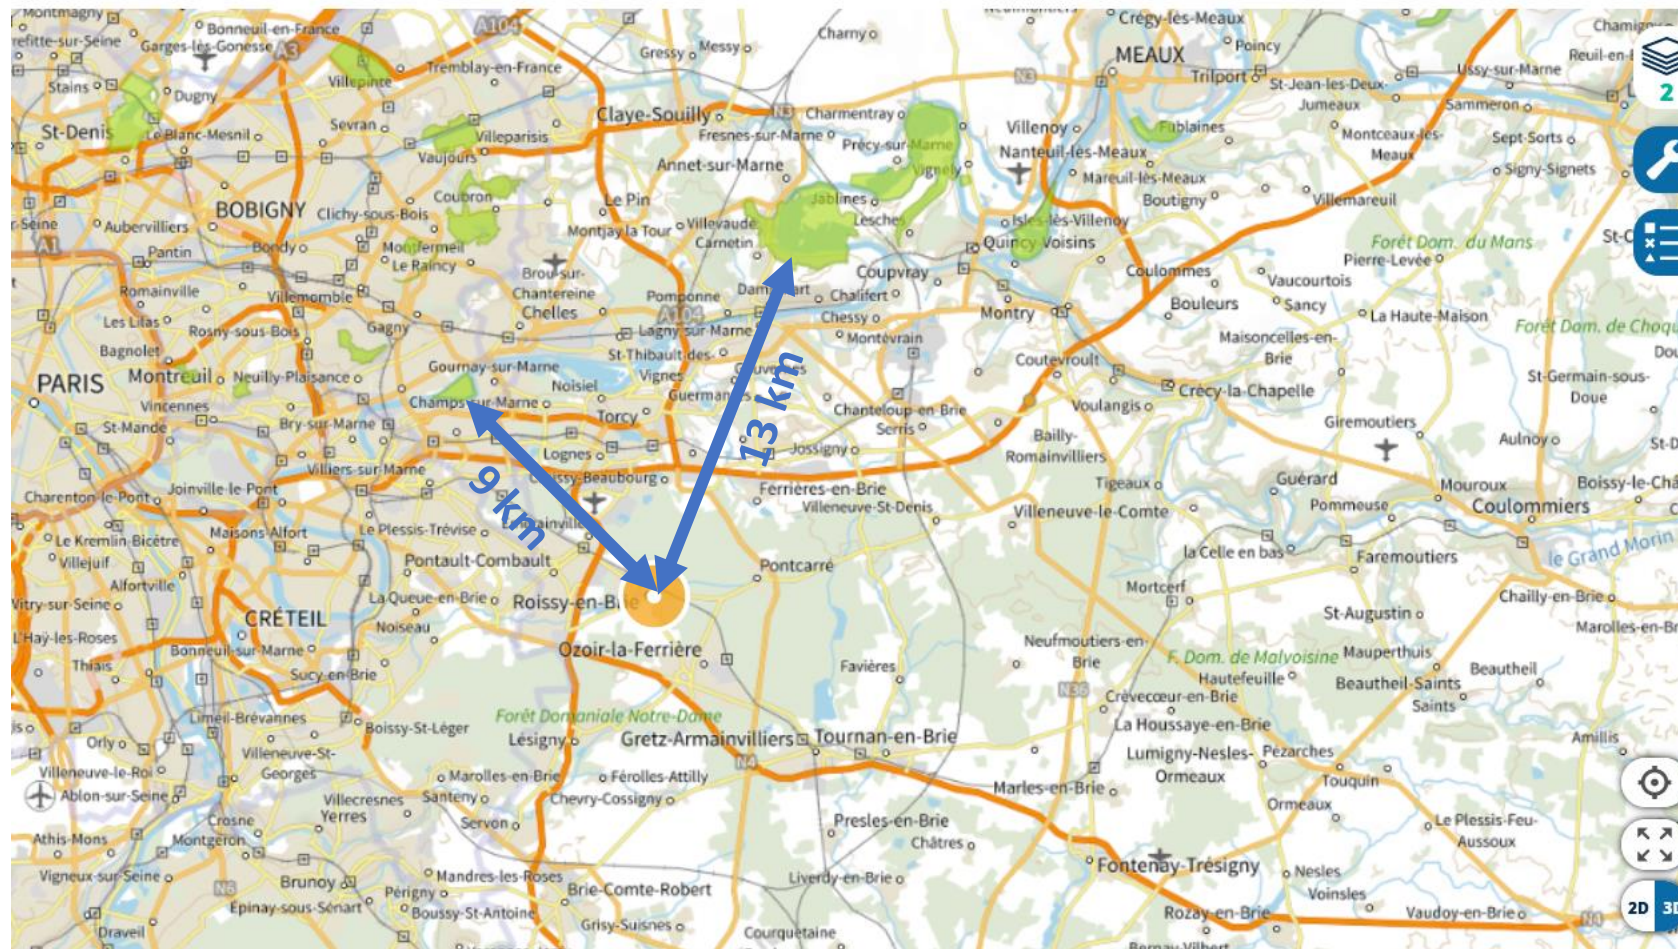 Montmagny
Bonneuil-en-France
A104
Charny
Crégy-lès-Meaux
Garges-lès-Gonesse
A3
Gressy
Messy
MEAUX
Poincy
Villepinte
Tremblay-en-France
N3
Trilport
Ussy-sur-Marne
Stains
Dugny
St-Jean-les-Deux-
Jumeaux
2
Claye-Souilly
N3
Charmentray
Sammeron
St-Denis
Le Blanc-Mesnil
Sevran
Villeparisis
Fresnes-sur-Marne
Précy-sur-Marne
Villenoy
Fublaines
Montceaux-lès-
Meaux
Sept-Sorts
Vaujours
Annet-sur-Marne
Vignely
Nanteuil-lès-Meaux
Signy-Signets
Mareuil-lès-Meaux
Coubron
Le Pin
Jablines
Boutigny
Villemareuil
BOBIGNY
Clichy-sous-Bois
Aubervilliers
Montjay la Tour
Villevaudé
Lesches
Isles-lès-Villenoy
A1
Pantin
Bondy
Montfermeil
Carnetin
Quincy-Voisins
Forêt Dom. du Mans
Le Raincy
Brou-sur-
Chantereine
Coupvray
Pierre-Levée
Coulommes
Romainville
Villemomble
Pomponne
Chalifert
Vaucourtois
Chelles
A104
Bouleurs
Sancy
Les Lilas
Rosny-sous-Bois
Gagny
Lagny-sur-Marne
Chessy
Montry
La Haute-Maison
Montévrain
Maisoncelles-en-
Brie
Bagnolet
St-Thibault-des-
Vignes
Coutevroult
PARIS
Montreuil
Neuilly-Plaisance
Gournay-sur-Marne
Noisiel
13 km
Crécy-la-Chapelle
St-Germain-sous-
Doue
Vincennes
Champs-sur-Marne
Torcy
Chanteloup-en-Brie
Voulangis
St-Mandé
Bry-sur-Marne
Serris
Giremoutiers
Bailly-
Romainvilliers
Aulnoy
Lognes
Jossigny
Villiers-sur-Marne
9 km
Charenton-le-Pont
Joinville-le-Pont
Ferrières-en-Brie
Tigeaux
Guérard
Mouroux
Villeneuve-St-Denis
Villeneuve-le-Comte
Pommeuse
Coulommiers
Le Kremlin-Bicêtre
Maisons-Alfort
Le Plessis-Trévise
Villejuif
Pontault-Combault
Pontcarré
la Celle en bas
Faremoutiers
le Grand Morin
Alfortville
Mortcerf
Vitry-sur-Seine
La Queue-en-Brie
Roissy-en-Brie
Chailly-en-Brie
CRÉTEIL
Noiseau
St-Augustin
L'Haÿ-les-Roses
Bonneuil-sur-Marne
Ozoir-la-Ferrière
Neufmoutiers-en-
Brie
F. Dom. de Malvoisine
Mauperthuis
Thiais
Sucy-en-Brie
Favières
Hautefeuille
Beautheil
N36
Beautheil-Saints
Crèvecœur-en-Brie
Saints
Limeil-Brévannes
Boissy-St-Léger
Forêt Domaniale Notre-Dame
La Houssaye-en-Brie
Orly
Lésigny
Gretz-Armainvilliers
Tournan-en-Brie
Amillis
Villeneuve-St-
Georges
Lumigny-Nesles-
Ormeaux
Pézarches
Villeneuve-le-Roi
Marolles-en-Brie
Férolles-Attilly
N4
Touquin
Ablon-sur-Seine
Villecresnes
Santeny
Chevry-Cossigny
Marles-en-Brie
Ormeaux
Yerres
Crosne
Servon
Presles-en-Brie
Le Plessis-Feu-
Aussoux
Athis-Mons
Montgeron
Châtres
Fontenay-Trésigny
Vigneux-sur-Seine
N6
Brunoy
Mandres-les-Roses
Liverdy-en-Brie
Nesles
Périgny
Brie-Comte-Robert
Voinsles
2D
3D
Épinay-sous-Sénart
Boussy-St-Antoine
Rozay-en-Brie
Vaudoy-en-Brie
N4
Draveil
Grisy-Suisnes
Courquetaine